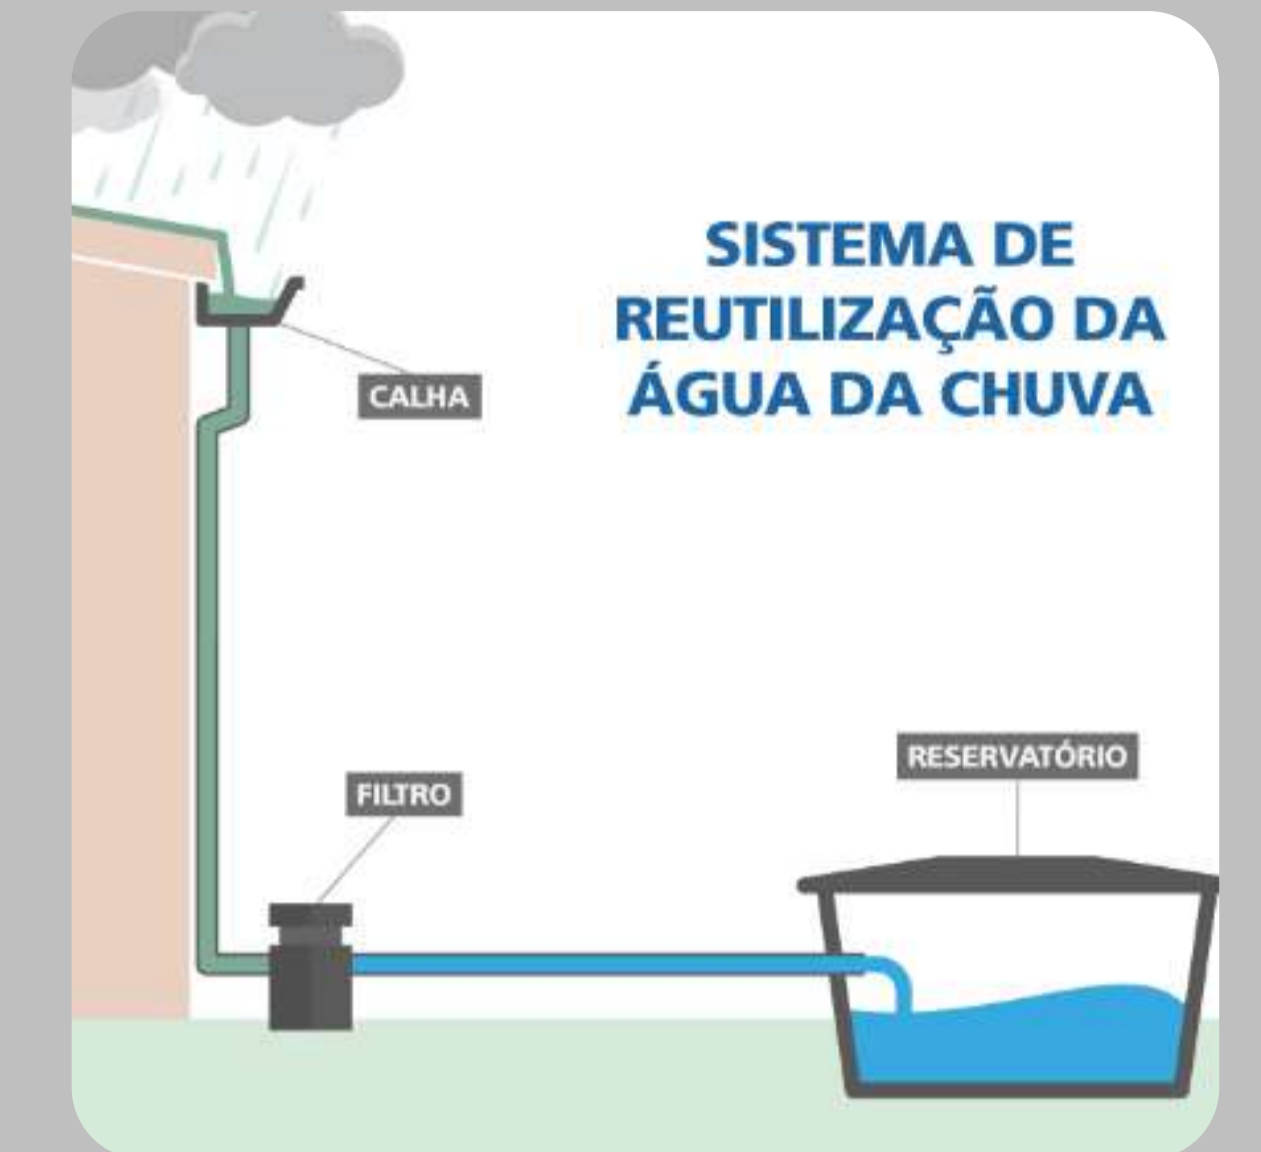 SISTEMA DE
REUTILIZAÇÃO DA
ÁGUA DA CHUVA
CALHA
FILTRO
RESERVATÓRIO